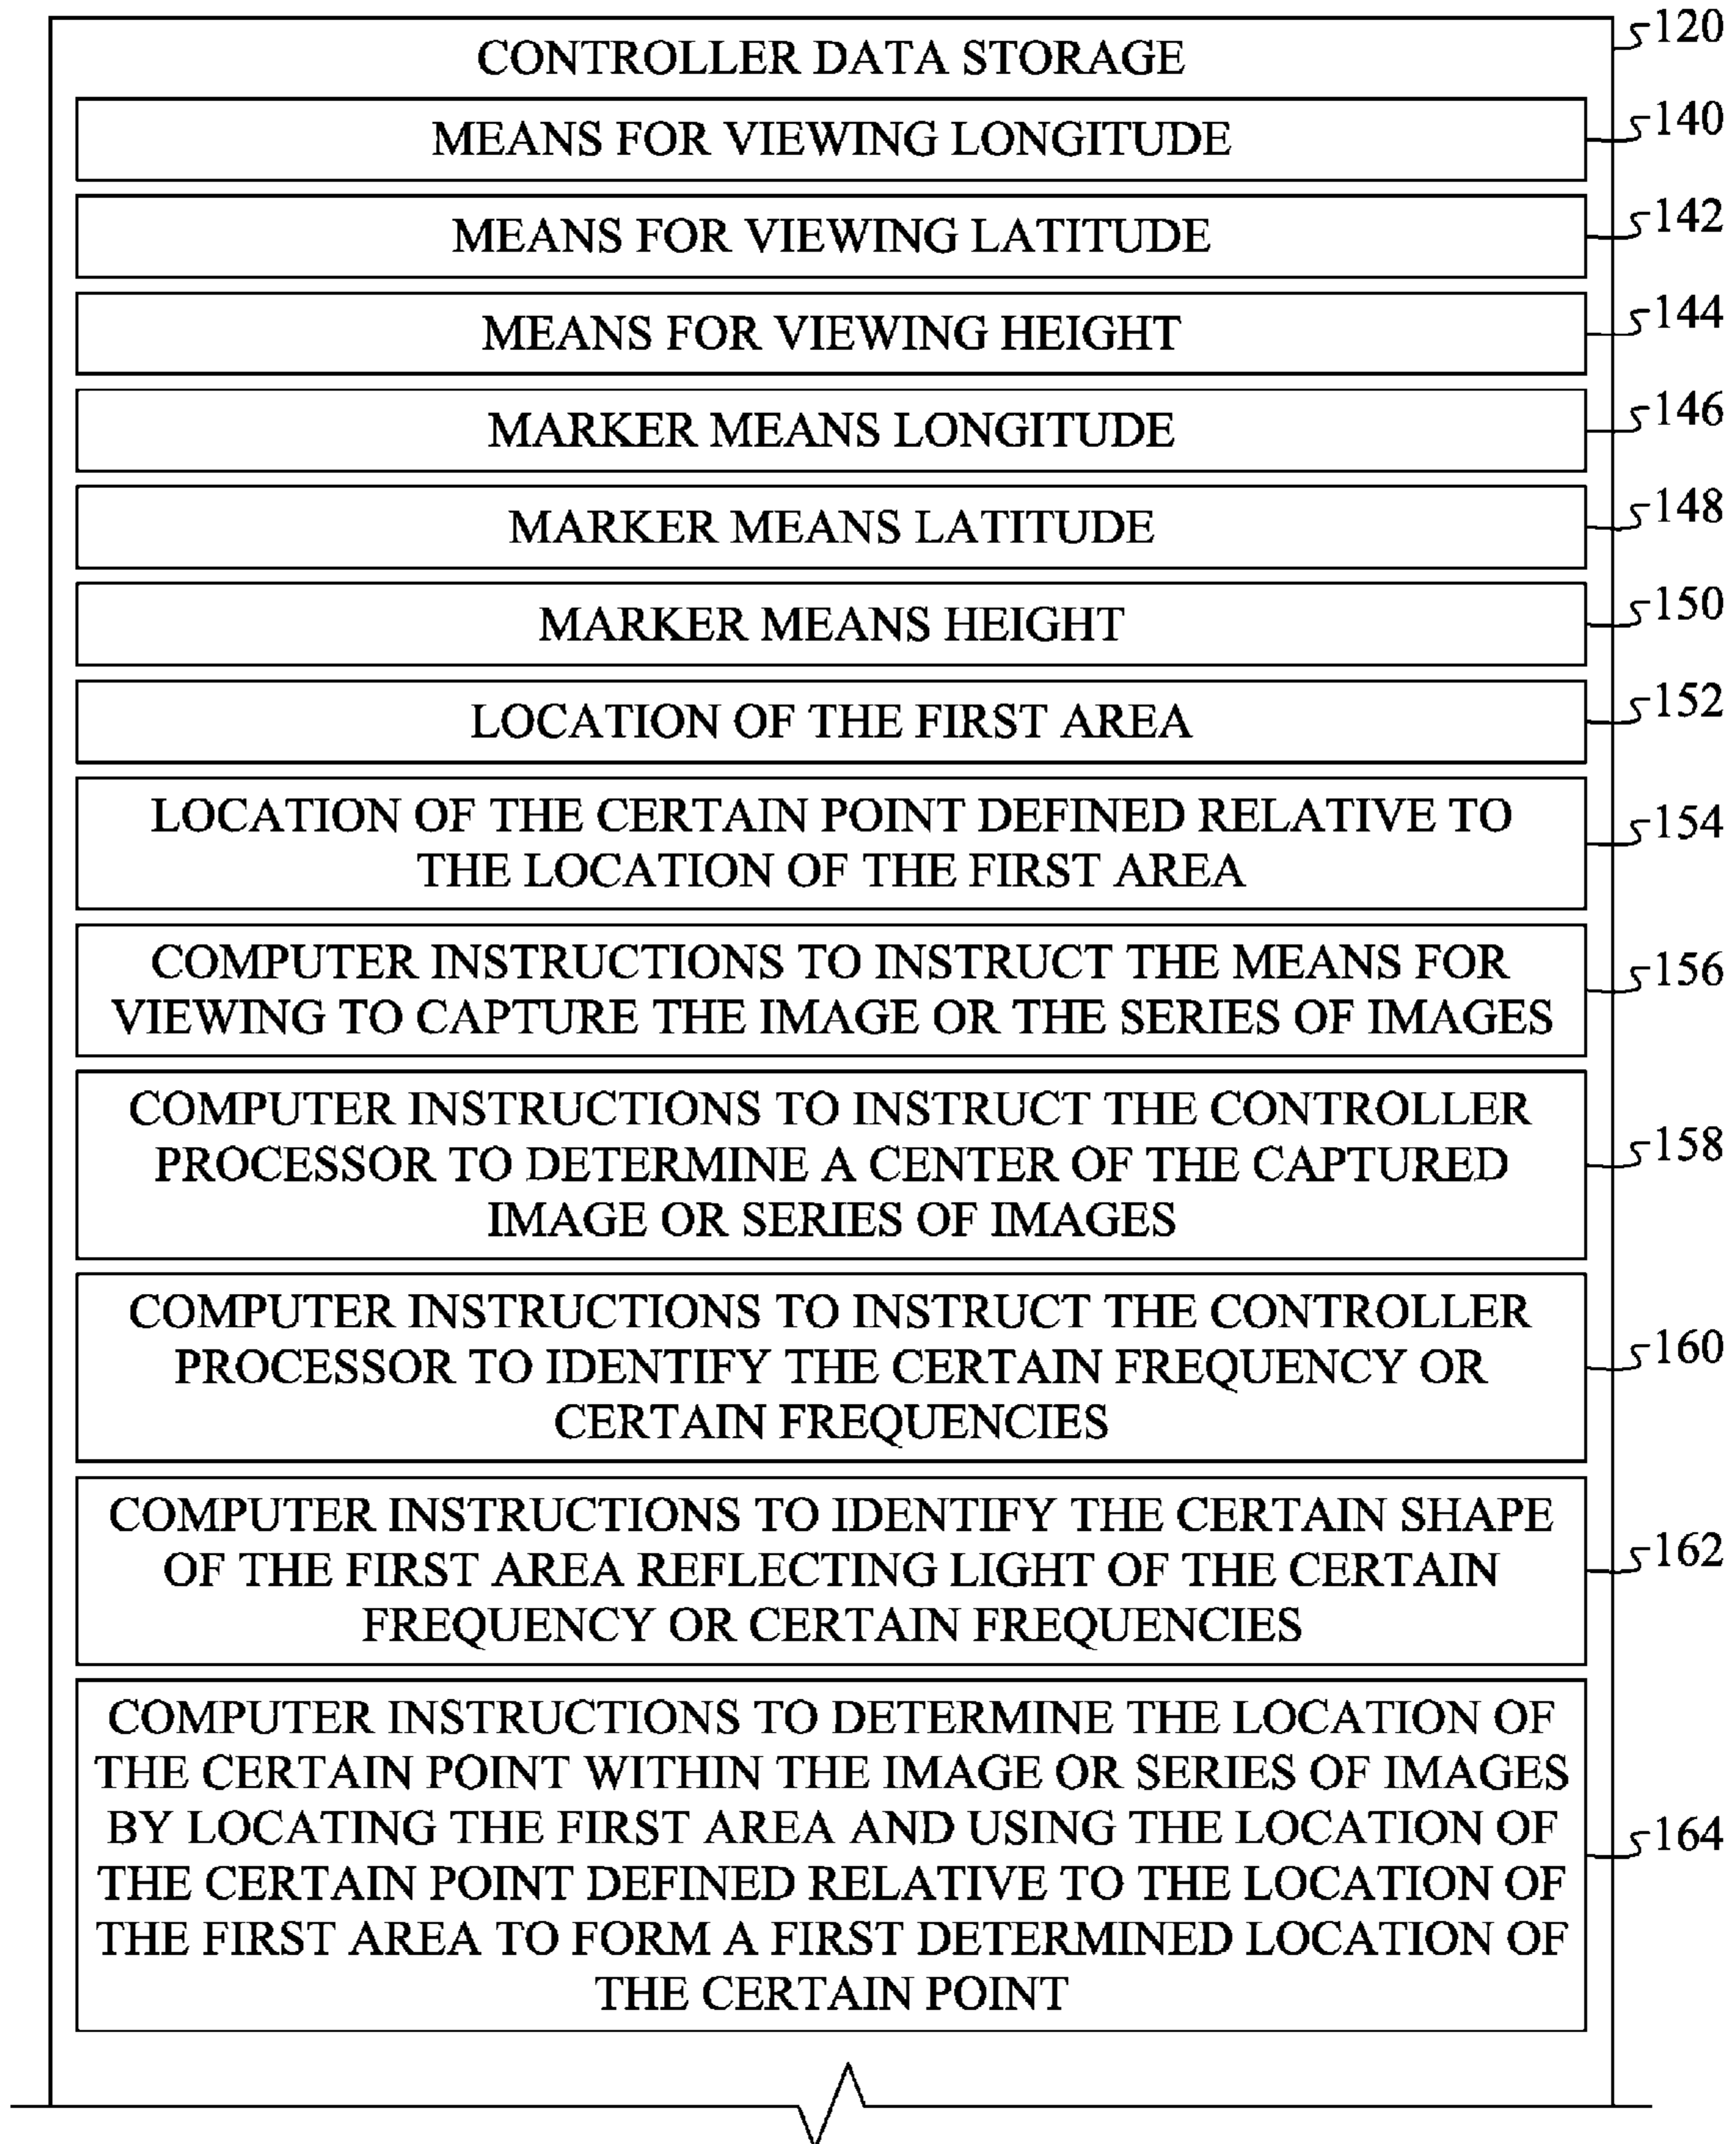 120
CONTROLLER DATA STORAGE
MEANS FOR VIEWING LONGITUDE
140
MEANS FOR VIEWING LATITUDE
142
MEANS FOR VIEWING HEIGHT
144
MARKER MEANS LONGITUDE
146
MARKER MEANS LATITUDE
148
MARKER MEANS HEIGHT
150
LOCATION OF THE FIRST AREA
152
LOCATION OF THE CERTAIN POINT DEFINED RELATIVE TO
THE LOCATION OF THE FIRST AREA
154
COMPUTER INSTRUCTIONS TO INSTRUCT THE MEANS FOR
VIEWING TO CAPTURE THE IMAGE OR THE SERIES OF IMAGES
156
COMPUTER INSTRUCTIONS TO INSTRUCT THE CONTROLLER
PROCESSOR TO DETERMINE A CENTER OF THE CAPTURED
IMAGE OR SERIES OF IMAGES
158
COMPUTER INSTRUCTIONS TO INSTRUCT THE CONTROLLER
PROCESSOR TO IDENTIFY THE CERTAIN FREQUENCY OR
CERTAIN FREQUENCIES
160
COMPUTER INSTRUCTIONS TO IDENTIFY THE CERTAIN SHAPE
OF THE FIRST AREA REFLECTING LIGHT OF THE CERTAIN
FREQUENCY OR CERTAIN FREQUENCIES
162
COMPUTER INSTRUCTIONS TO DETERMINE THE LOCATION OF
THE CERTAIN POINT WITHIN THE IMAGE OR SERIES OF IMAGES
BY LOCATING THE FIRST AREA AND USING THE LOCATION OF
THE CERTAIN POINT DEFINED RELATIVE TO THE LOCATION OF
THE FIRST AREA TO FORM A FIRST DETERMINED LOCATION OF
THE CERTAIN POINT
164